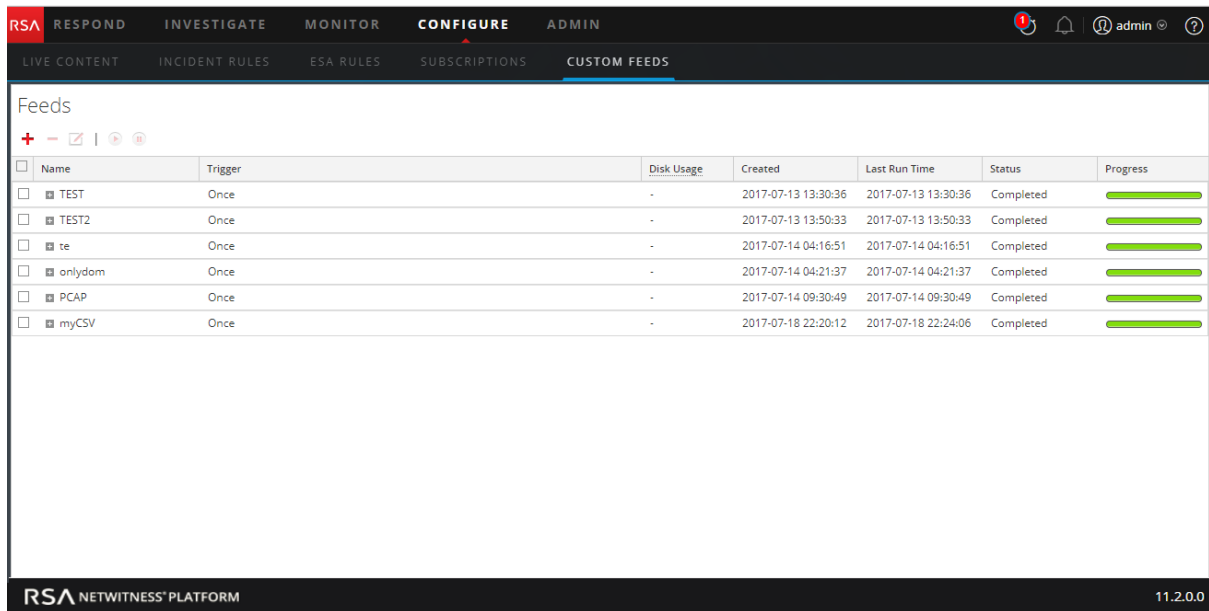 RSA RESPOND INVESTIGATE MONITOR CONFIGURE ADMIN 1 admin ?
LIVE CONTENT INCIDENT RULES ESA RULES SUBSCRIPTIONS CUSTOM FEEDS
Feeds
Name Trigger Disk Usage Created Last Run Time Status Progress
TEST Once - 2017-07-13 13:30:36 2017-07-13 13:30:36 Completed
TEST2 Once - 2017-07-13 13:50:33 2017-07-13 13:50:33 Completed
te Once - 2017-07-14 04:16:51 2017-07-14 04:16:51 Completed
onlydom Once - 2017-07-14 04:21:37 2017-07-14 04:21:37 Completed
PCAP Once - 2017-07-14 09:30:49 2017-07-14 09:30:49 Completed
myCSV Once - 2017-07-18 22:20:12 2017-07-18 22:24:06 Completed
RSA NETWITNESS® PLATFORM 11.2.0.0